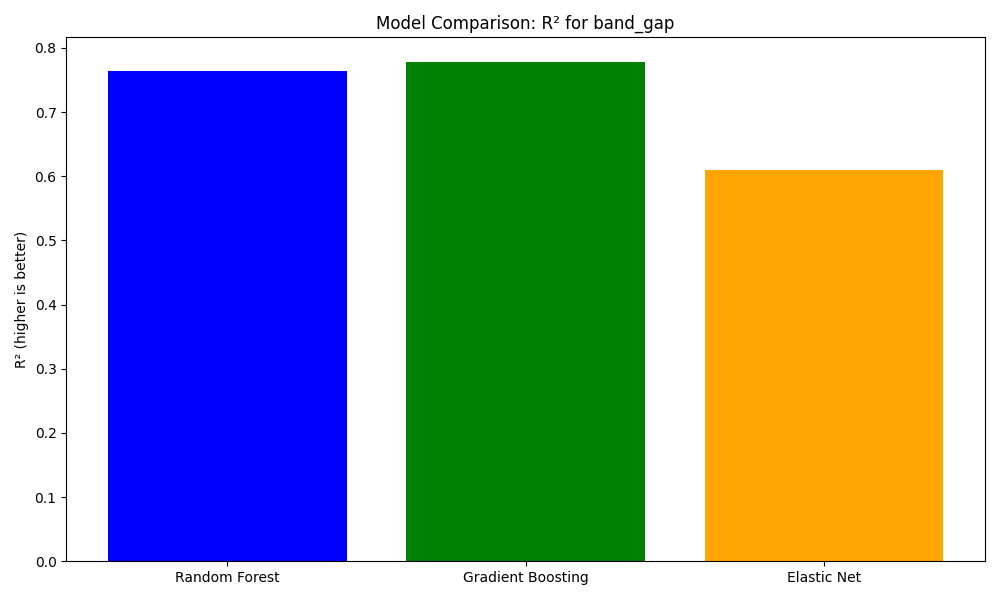 Model Comparison: R² for band_gap
R² (higher is better)
0.8
0.7
0.6
0.5
0.4
0.3
0.2
0.1
0.0
Random Forest
Gradient Boosting
Elastic Net